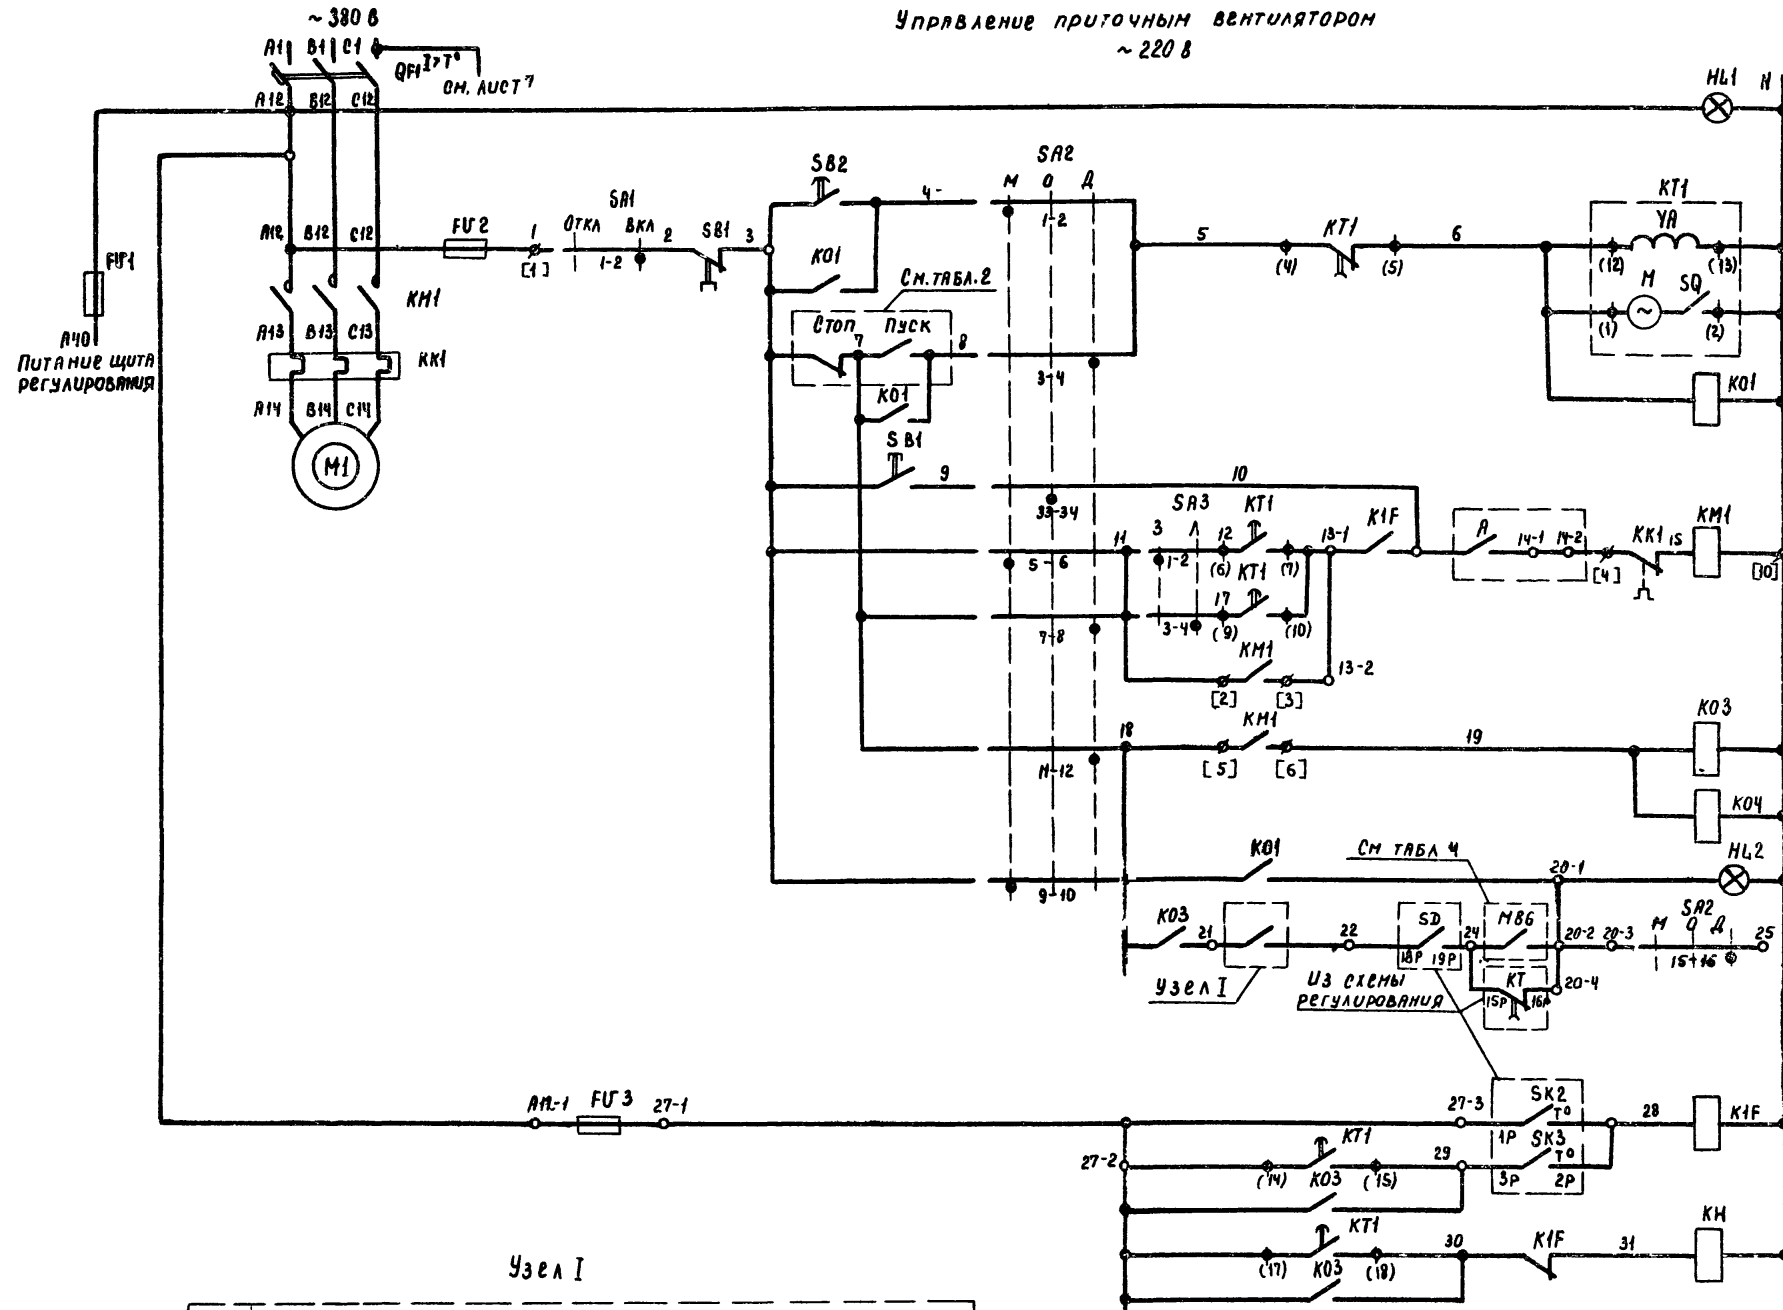 ~ 380 В
Управление приточным вентилятором
~ 220 В
A1 B1 C1
QF1 I>T°
См. лист 7
A12 B12 C12
HL1 N
FU1
A40
Питание щита
регулирования
A12 B12 C12
KM1
A13 B13 C13
KK1
A14 B14 C14
M1
FU2
1
[1]
SA1
Откл Вкл
1-2
2
SB1
3
SB2
4-
KO1
SA2
М О Д
1-2
5
(4)
KT1
(5)
6
KT1
YA
(12) (13)
M SQ
(1) ~ (2)
KO1
См. табл. 2
Стоп Пуск
7
8
3-4
KO1
SB1
9
10
33-34
11
5-6
SA3
З Л
1-2
12
(6)
KT1
(7)
13-1
K1F
A
14-1 14-2
[4]
KK1
15
KM1
[30]
7-8
3-4
17
(9)
KT1
(10)
KM1
[2] [3]
13-2
18
11-12
KM1
[5] [6]
19
KO3
KO4
9-10
KO1
См табл 4
20-1
HL2
KO3
21
22
Узел I
SD
18P 19P
24
МВ6
20-2 20-3
SA2
М О Д
15+16
25
Из схемы
регулирования
KT
15P 16P
20-4
A12-1
FU3
27-1
27-3
SK2
T°
1P
SK3
T°
3P 2P
28
K1F
27-2
KT1
(14) (15)
29
KO3
KT1
(17) (18)
30
KO3
K1F
31
KH
Узел I